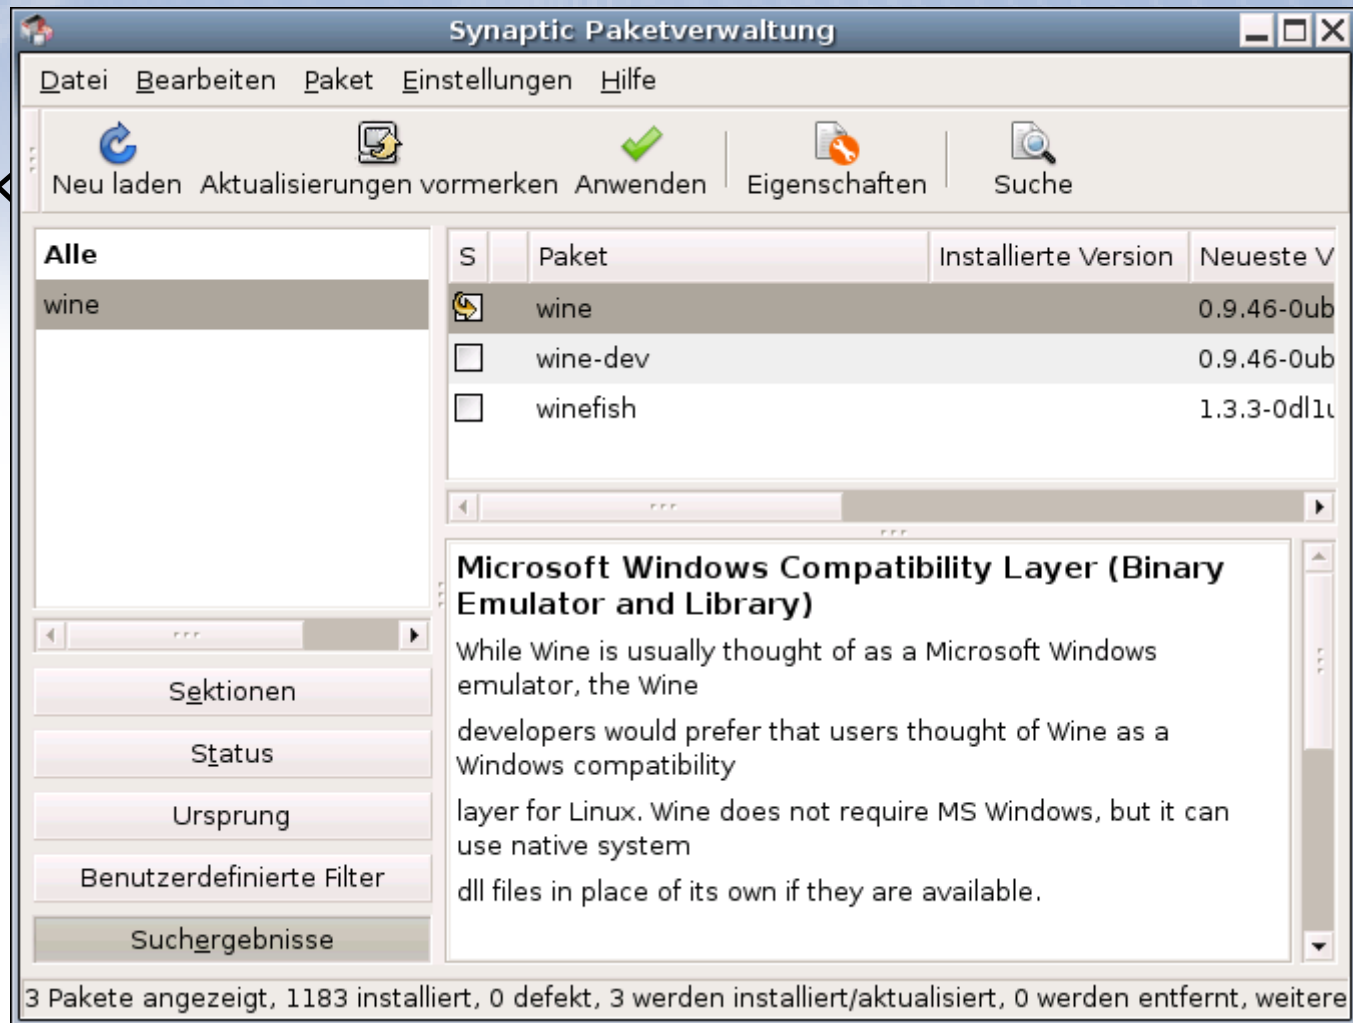 Synaptic Paketverwaltung
Datei Bearbeiten Paket Einstellungen Hilfe
Neu laden Aktualisierungen vormerken Anwenden Eigenschaften Suche
Alle
wine
S Paket Installierte Version Neueste V
wine 0.9.46-0ub
wine-dev 0.9.46-0ub
winefish 1.3.3-0dl1u
Microsoft Windows Compatibility Layer (Binary
Emulator and Library)
While Wine is usually thought of as a Microsoft Windows
emulator, the Wine
developers would prefer that users thought of Wine as a
Windows compatibility
layer for Linux. Wine does not require MS Windows, but it can
use native system
dll files in place of its own if they are available.
Sektionen
Status
Ursprung
Benutzerdefinierte Filter
Suchergebnisse
3 Pakete angezeigt, 1183 installiert, 0 defekt, 3 werden installiert/aktualisiert, 0 werden entfernt, weitere